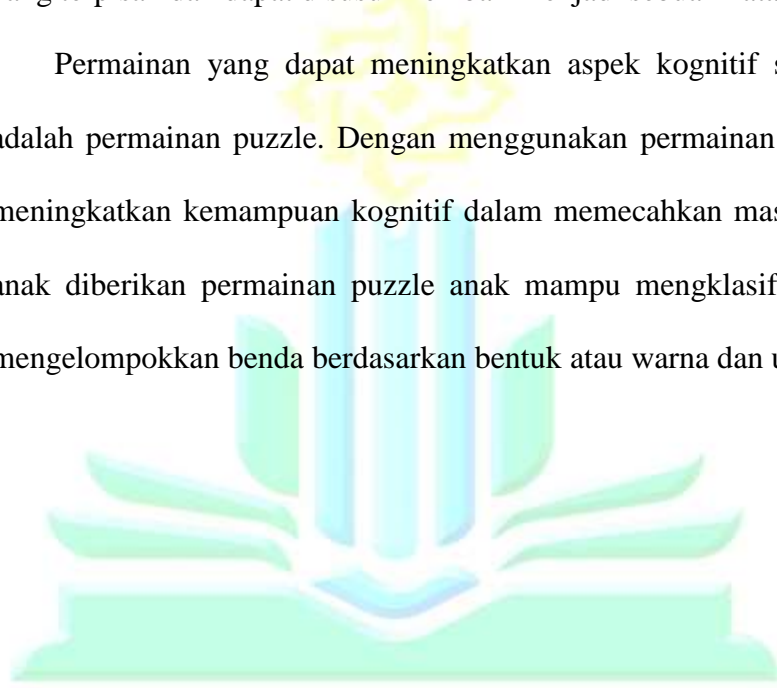 Permainan yang dapat meningkatkan aspek kognitif
adalah permainan puzzle. Dengan menggunakan permainan
meningkatkan kemampuan kognitif dalam memecahkan
anak diberikan permainan puzzle anak mampu
mengelompokkan benda berdasarkan bentuk atau warna dan